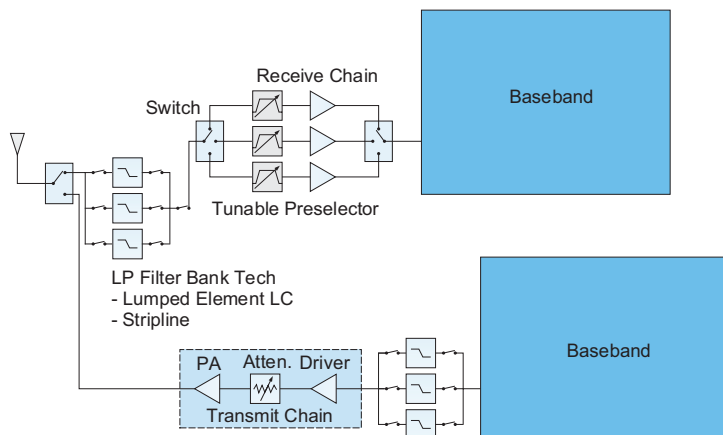 Receive Chain
Switch
Baseband
Tunable Preselector
LP Filter Bank Tech
- Lumped Element LC
- Stripline
PA Atten. Driver
Transmit Chain
Baseband